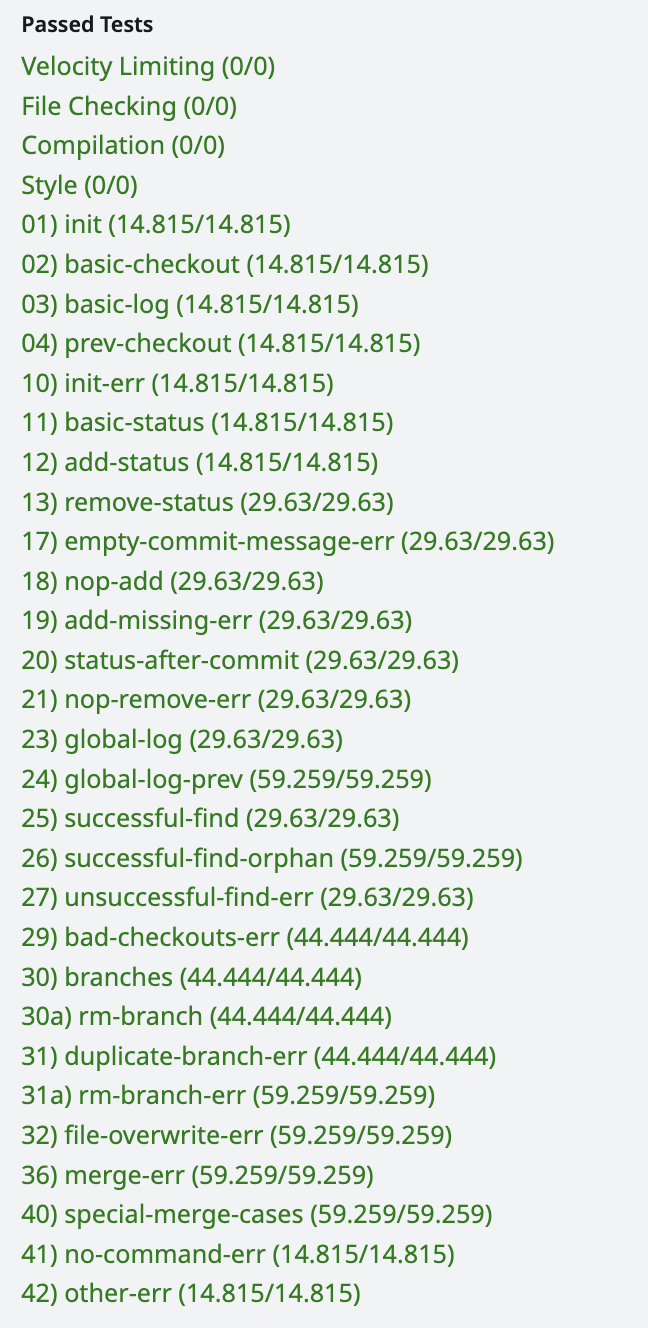 Passed Tests
Velocity Limiting (0/0)
File Checking (0/0)
Compilation (0/0)
Style (0/0)
01) init (14.815/14.815)
02) basic-checkout (14.815/14.815)
03) basic-log (14.815/14.815)
04) prev-checkout (14.815/14.815)
10) init-err (14.815/14.815)
11) basic-status (14.815/14.815)
12) add-status (14.815/14.815)
13) remove-status (29.63/29.63)
17) empty-commit-message-err (29.63/29.63)
18) nop-add (29.63/29.63)
19) add-missing-err (29.63/29.63)
20) status-after-commit (29.63/29.63)
21) nop-remove-err (29.63/29.63)
23) global-log (29.63/29.63)
24) global-log-prev (59.259/59.259)
25) successful-find (29.63/29.63)
26) successful-find-orphan (59.259/59.259)
27) unsuccessful-find-err (29.63/29.63)
29) bad-checkouts-err (44.444/44.444)
30) branches (44.444/44.444)
30a) rm-branch (44.444/44.444)
31) duplicate-branch-err (44.444/44.444)
31a) rm-branch-err (59.259/59.259)
32) file-overwrite-err (59.259/59.259)
36) merge-err (59.259/59.259)
40) special-merge-cases (59.259/59.259)
41) no-command-err (14.815/14.815)
42) other-err (14.815/14.815)